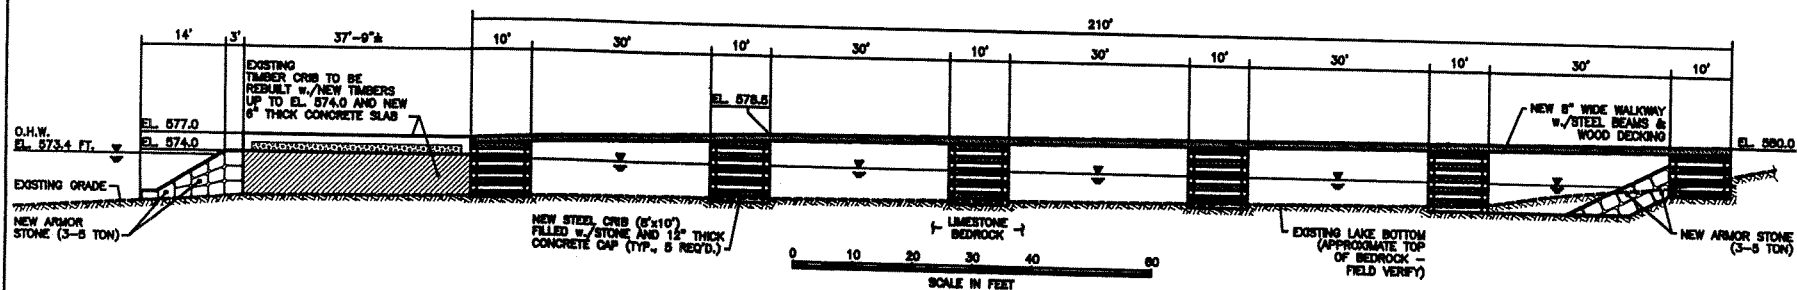 210'
14'
3'
37'-9"±
10'
30'
10'
30'
10'
30'
10'
30'
10'
30'
10'
EXISTING
TIMBER CRIB TO BE
REBUILT w./NEW TIMBERS
UP TO EL. 574.0 AND NEW
6" THICK CONCRETE SLAB
EL. 578.5
NEW 8" WIDE WALKWAY
w./STEEL BEAMS &
WOOD DECKING
O.H.W.
EL. 573.4 FT.
EL. 577.0
EL. 574.0
EL. 580.0
EXISTING GRADE
NEW ARMOR
STONE (3-5 TON)
NEW STEEL CRIB (8'x10')
FILLED w./STONE AND 12" THICK
CONCRETE CAP (TYP., 5 REQ'D.)
LIMESTONE
BEDROCK
EXISTING LAKE BOTTOM
(APPROXIMATE TOP
OF BEDROCK -
FIELD VERIFY)
NEW ARMOR STONE
(3-5 TON)
0 10 20 30 40 60
SCALE IN FEET